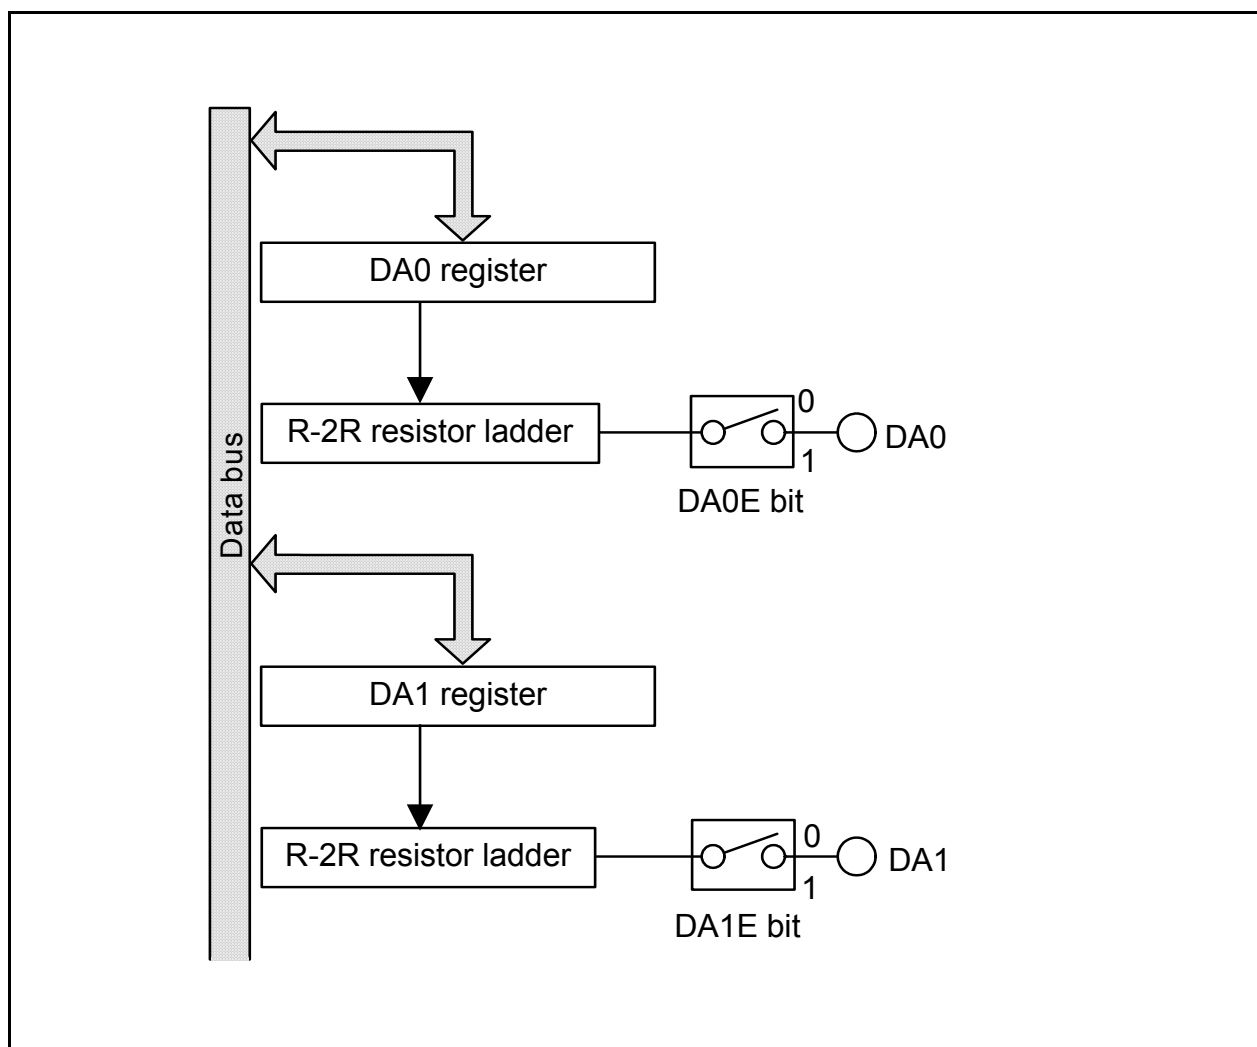 Data bus
DA0 register
R-2R resistor ladder
0
1
DA0
DA0E bit
DA1 register
R-2R resistor ladder
0
1
DA1
DA1E bit